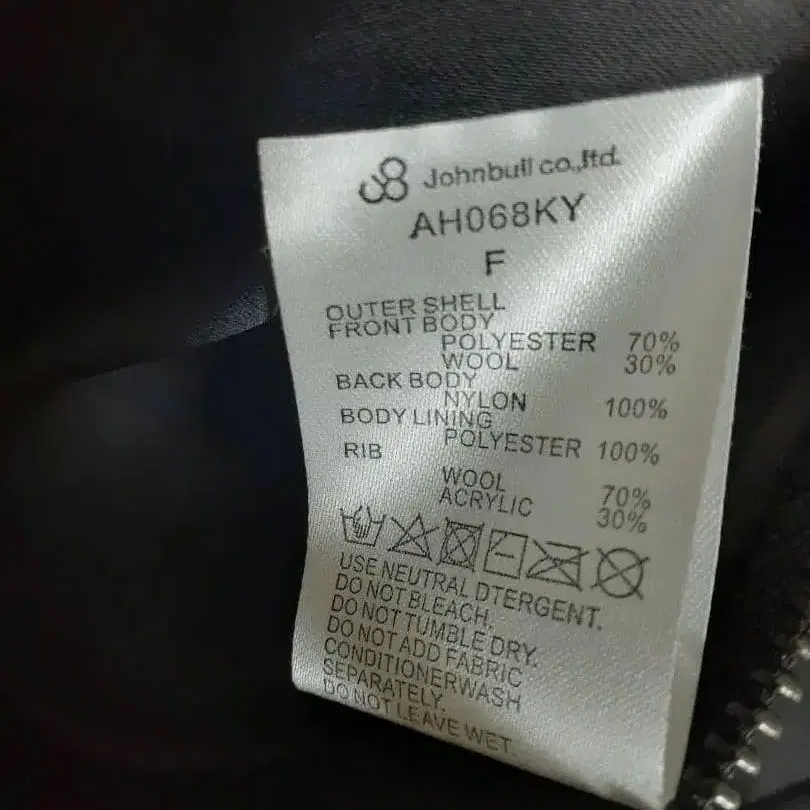 Johnbull co.,ltd.
AH068KY
F
OUTER SHELL
FRONT BODY
POLYESTER 70%
WOOL 30%
BACK BODY
NYLON 100%
BODY LINING
POLYESTER 100%
RIB
WOOL 70%
ACRYLIC 30%
USE NEUTRAL DTERGENT.
DO NOT BLEACH.
DO NOT TUMBLE DRY.
DO NOT ADD FABRIC
CONDITIONERWASH
SEPARATELY.
DO NOT LEAVE WET.